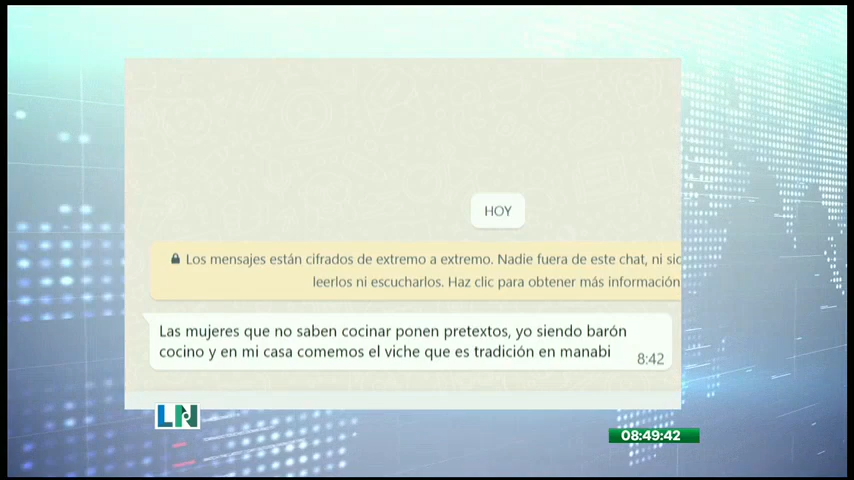 HOY
Los mensajes están cifrados de extremo a extremo. Nadie fuera de este chat, ni
leerlos ni escucharlos. Haz clic para obtener más información
Las mujeres que no saben cocinar ponen pretextos, yo siendo barón
cocino y en mi casa comemos el viche que es tradición en manabi
8:42
LN
08:49:42